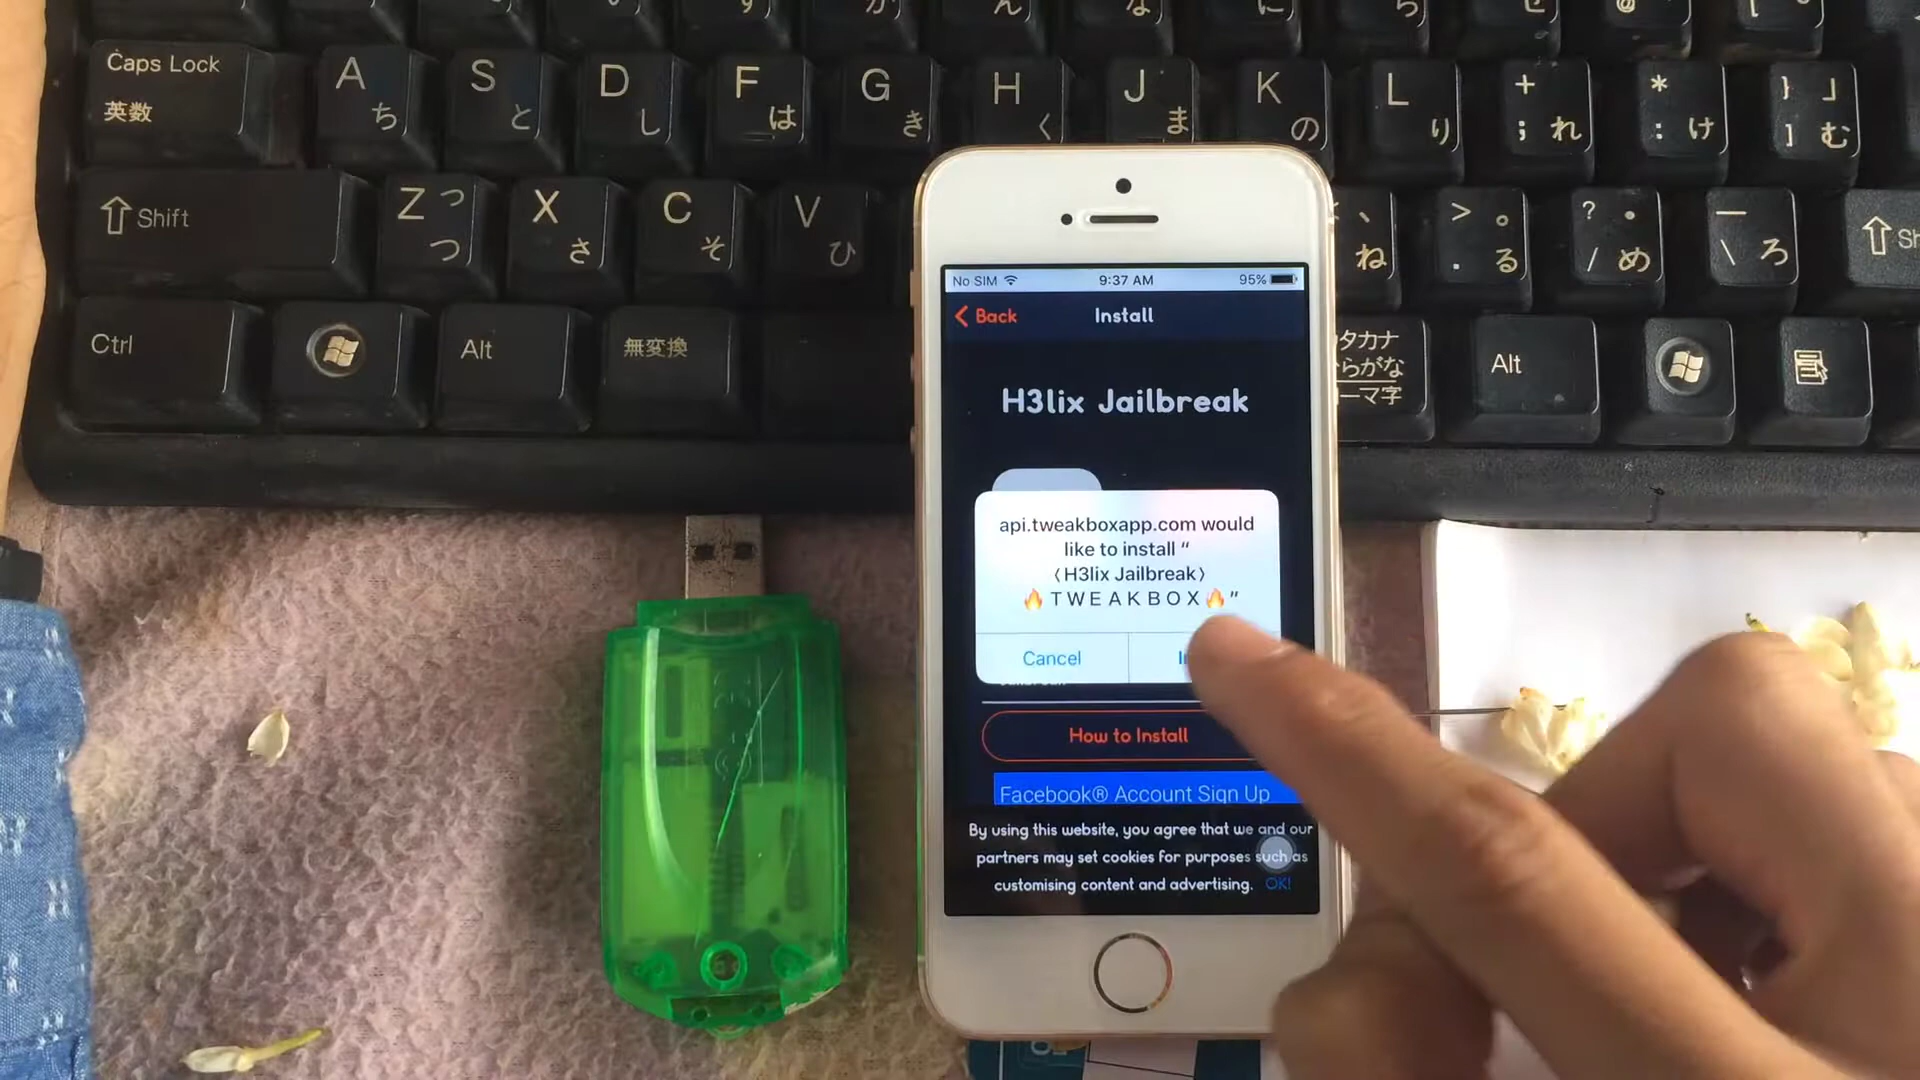 Caps Lock
英数
A
ち
S
と
D
し
F
は
G
き
H
く
J
ま
K
の
L
り
+
; れ
*
: け
} 」
] む
Shift
Z っ
つ
X
さ
C
そ
V
ひ
、
ね
> 。
. る
? ・
/ め
\ ろ
Ctrl
Alt
無変換
Alt
No SIM
9:37 AM
95%
Back
Install
H3lix Jailbreak
api.tweakboxapp.com would
like to install “
⟨H3lix Jailbreak⟩
🔥TWEAKBOX🔥”
Cancel
How to Install
Facebook® Account Sign Up
By using this website, you agree that we and our
partners may set cookies for purposes such as
customising content and advertising. OK!